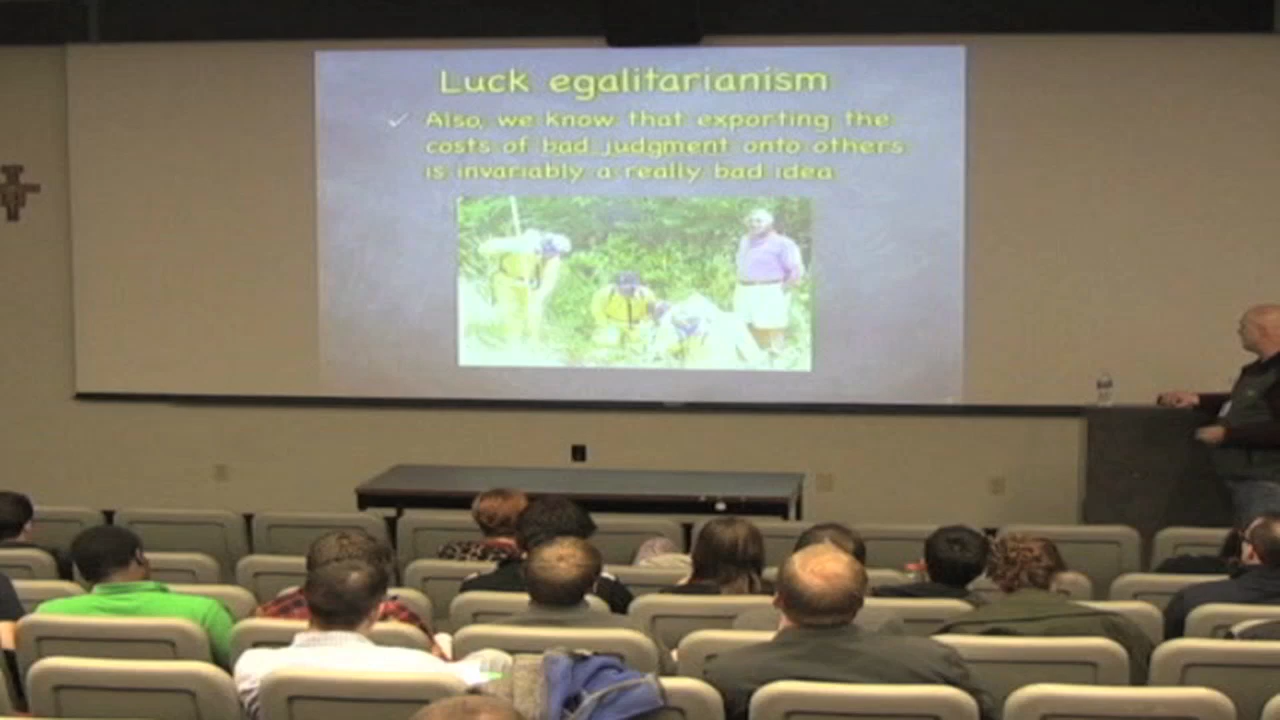 Luck egalitarianism
Also, we know that exporting the
costs of bad judgment onto others
is invariably a really bad idea